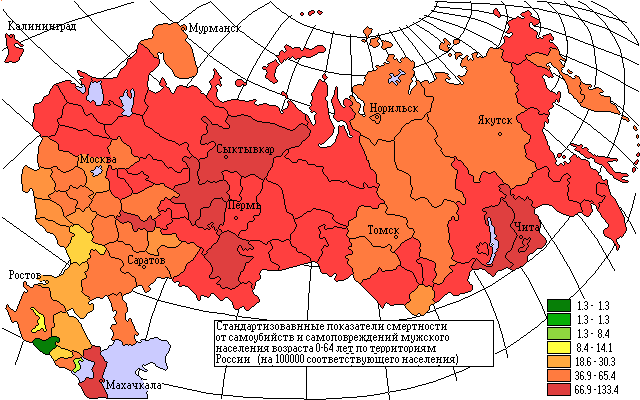 Калининград
Мурманск
Норильск
Якутск
Сыктывкар
Москва
Пермь
Чита
Томск
Саратов
Ростов
Махачкала
Стандартизованные показатели смертности
от самоубийств и самоповреждений мужского
населения возраста 0-64 лет по территориям
России (на 100000 соответствующего населения)
1.3 - 1.3
1.3 - 1.3
1.3 - 8.4
8.4 - 14.1
18.6 - 30.3
36.9 - 65.4
66.9 -133.4